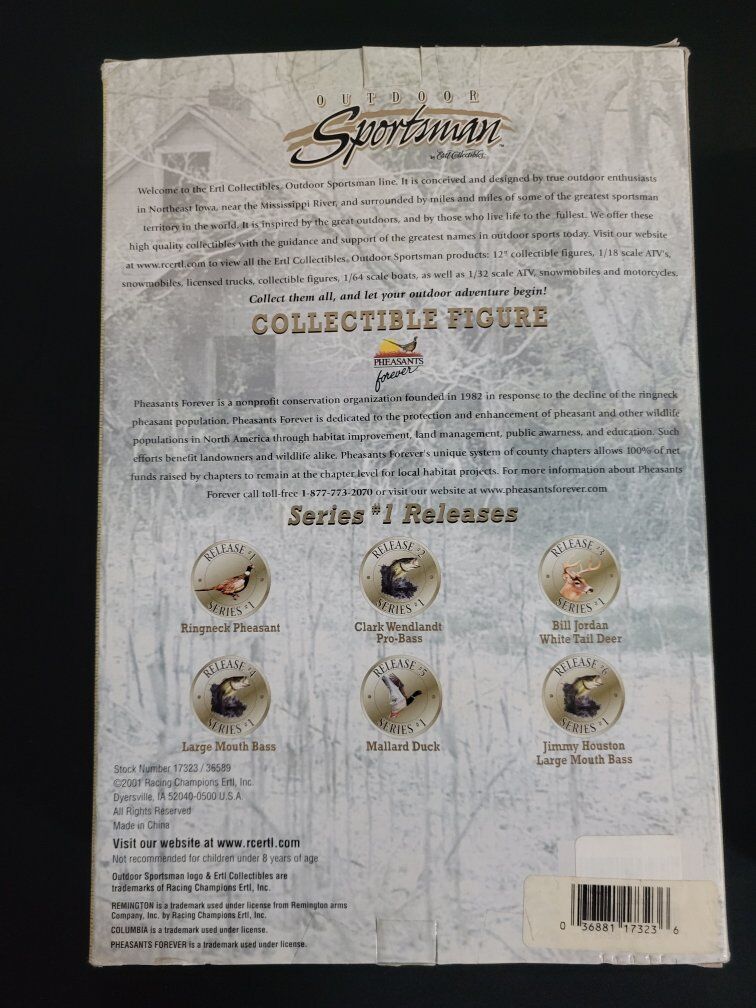 OUTDOOR
Sportsman™
by Ertl Collectibles
Welcome to the Ertl Collectibles, Outdoor Sportsman line. It is conceived and designed by true outdoor enthusiasts
in Northeast Iowa, near the Mississippi River, and surrounded by miles and miles of some of the greatest sportsman
territory in the world. It is inspired by the great outdoors, and by those who live life to the fullest. We offer these
high quality collectibles with the guidance and support of the greatest names in outdoor sports today. Visit our website
at www.rcertl.com to view all the Ertl Collectibles, Outdoor Sportsman products: 12" collectible figures, 1/18 scale ATV's,
snowmobiles, licensed trucks, collectible figures, 1/64 scale boats, as well as 1/32 scale ATV, snowmobiles and motorcycles.
Collect them all, and let your outdoor adventure begin!
COLLECTIBLE FIGURE
PHEASANTS
forever
Pheasants Forever is a nonprofit conservation organization founded in 1982 in response to the decline of the ringneck
pheasant population. Pheasants Forever is dedicated to the protection and enhancement of pheasant and other wildlife
populations in North America through habitat improvement, land management, public awarness, and education. Such
efforts benefit landowners and wildlife alike. Pheasants Forever's unique system of county chapters allows 100% of net
funds raised by chapters to remain at the chapter level for local habitat projects. For more information about Pheasants
Forever call toll-free 1-877-773-2070 or visit our website at www.pheasantsforever.com
Series #1 Releases
RELEASE #1
SERIES #1
Ringneck Pheasant
RELEASE #2
SERIES #1
Clark Wendlandt
Pro-Bass
RELEASE #3
SERIES #1
Bill Jordan
White Tail Deer
RELEASE #4
SERIES #1
Large Mouth Bass
RELEASE #5
SERIES #1
Mallard Duck
RELEASE #6
SERIES #1
Jimmy Houston
Large Mouth Bass
Stock Number 17323 / 36589
©2001 Racing Champions Ertl, Inc.
Dyersville, IA 52040-0500 U.S.A.
All Rights Reserved
Made in China
Visit our website at www.rcertl.com
Not recommended for children under 8 years of age
Outdoor Sportsman logo & Ertl Collectibles are
trademarks of Racing Champions Ertl, Inc.
REMINGTON is a trademark used under license from Remington arms
Company, Inc. by Racing Champions Ertl, Inc.
COLUMBIA is a trademark used under license.
PHEASANTS FOREVER is a trademark used under license.
0 36881 17323 6